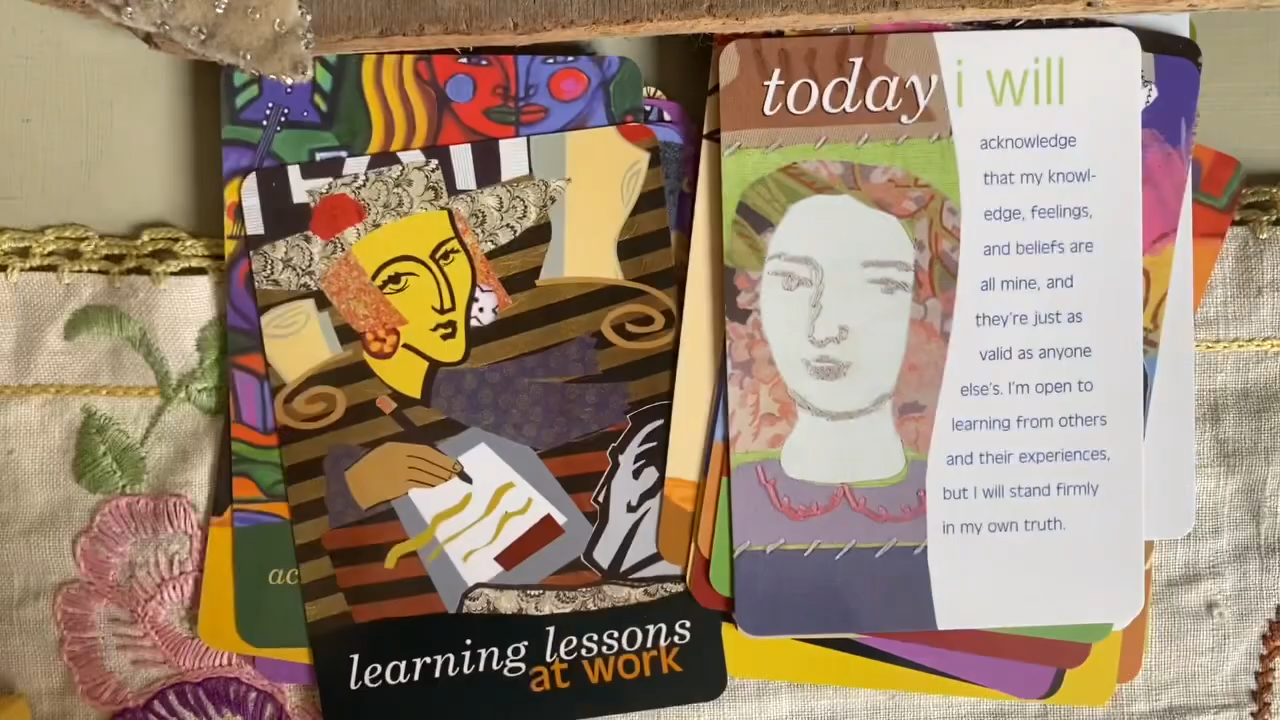 today i will
acknowledge
that my knowl-
edge, feelings,
and beliefs are
all mine, and
they're just as
valid as anyone
else's. I'm open to
learning from others
and their experiences,
but I will stand firmly
in my own truth.
ac
learning lessons
at work